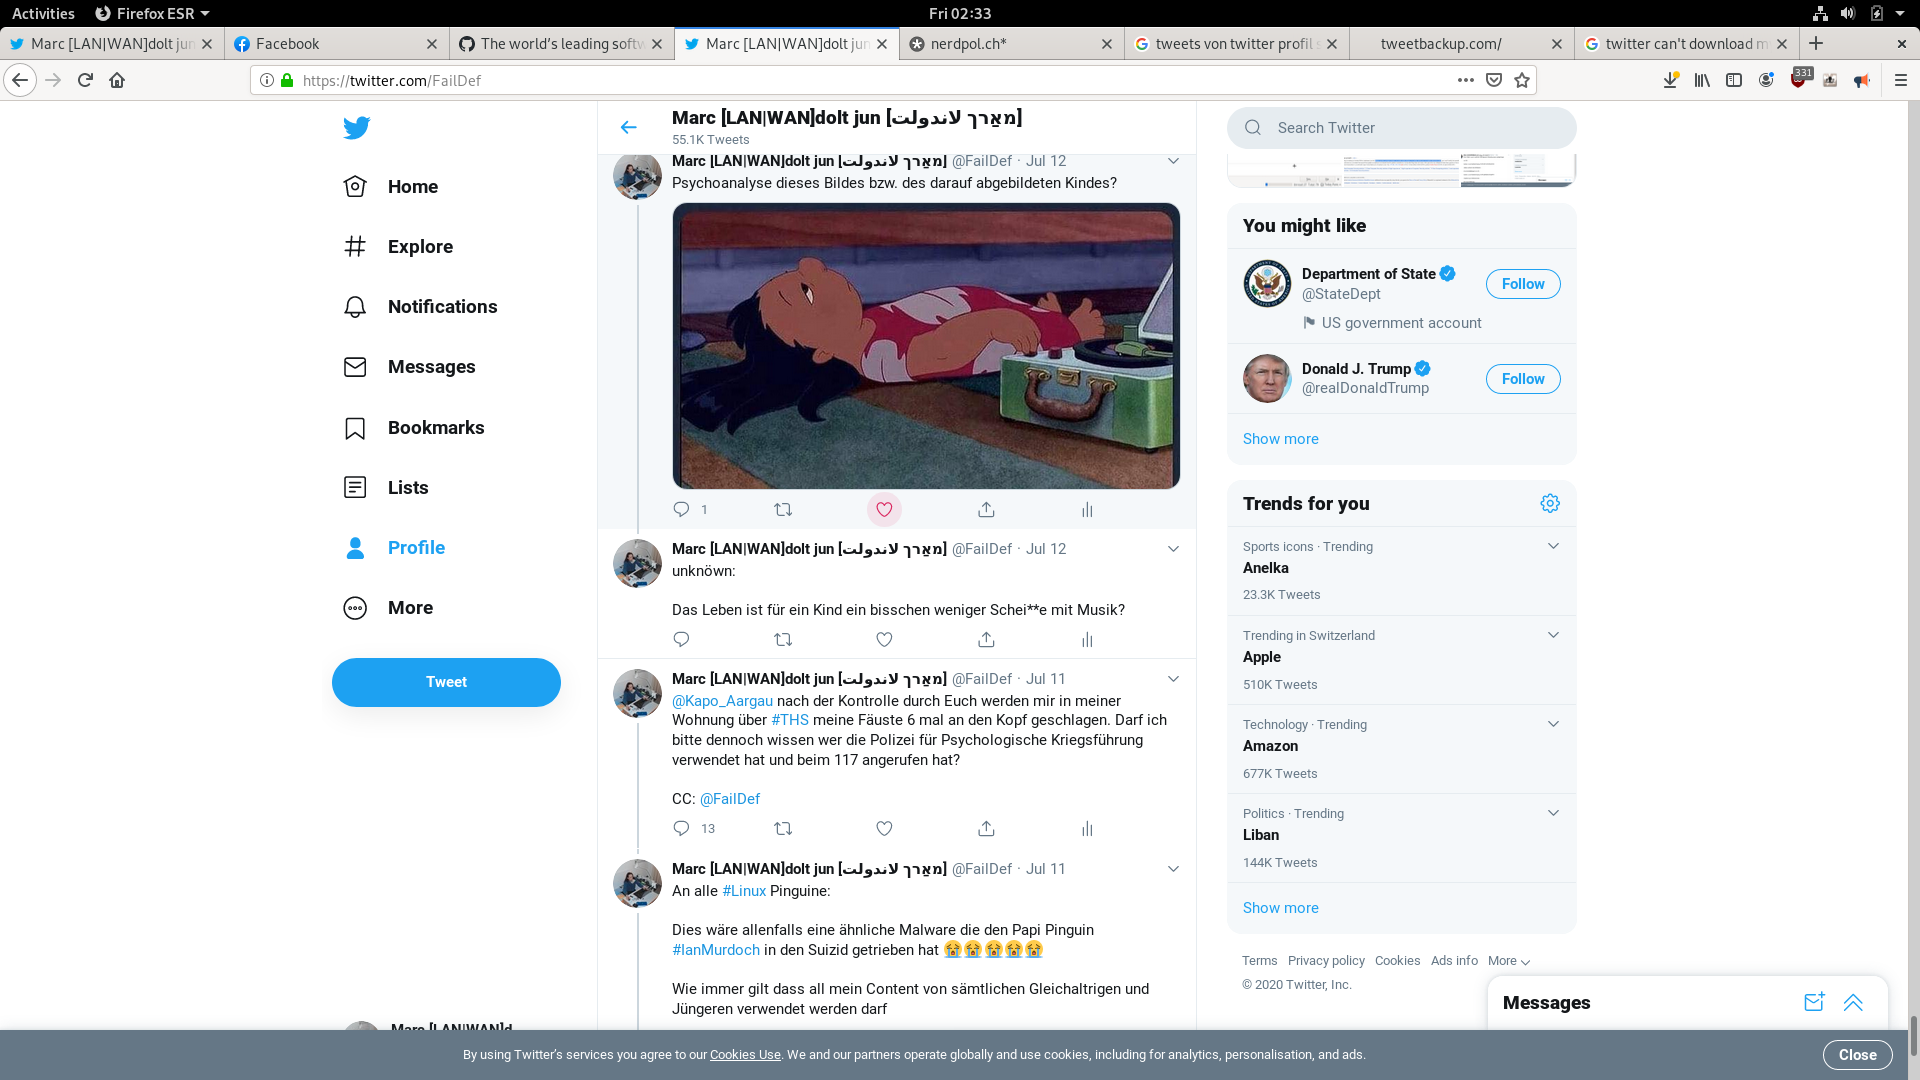 Activities
Firefox ESR
Fri 02:33
Marc [LAN|WAN]dolt jun
Facebook
The world's leading softw
Marc [LAN|WAN]dolt jun
nerdpol.ch*
tweets von twitter profil s
tweetbackup.com/
twitter can't download m
https://twitter.com/FailDef
331
Marc [LAN|WAN]dolt jun [מאַרך לאנדולת]
55.1K Tweets
Search Twitter
Home
Explore
Notifications
Messages
Bookmarks
Lists
Profile
More
Tweet
Marc [LAN|WAN]d
Marc [LAN|WAN]dolt jun [מאַרך לאנדולת] @FailDef · Jul 12
Psychoanalyse dieses Bildes bzw. des darauf abgebildeten Kindes?
1
Marc [LAN|WAN]dolt jun [מאַרך לאנדולת] @FailDef · Jul 12
unknöwn:
Das Leben ist für ein Kind ein bisschen weniger Schei**e mit Musik?
Marc [LAN|WAN]dolt jun [מאַרך לאנדולת] @FailDef · Jul 11
@Kapo_Aargau nach der Kontrolle durch Euch werden mir in meiner
Wohnung über #THS meine Fäuste 6 mal an den Kopf geschlagen. Darf ich
bitte dennoch wissen wer die Polizei für Psychologische Kriegsführung
verwendet hat und beim 117 angerufen hat?
CC: @FailDef
13
Marc [LAN|WAN]dolt jun [מאַרך לאנדולת] @FailDef · Jul 11
An alle #Linux Pinguine:
Dies wäre allenfalls eine ähnliche Malware die den Papi Pinguin
#IanMurdoch in den Suizid getrieben hat 😭😭😭😭😭
Wie immer gilt dass all mein Content von sämtlichen Gleichaltrigen und
Jüngeren verwendet werden darf
You might like
Department of State
@StateDept
US government account
Follow
Donald J. Trump
@realDonaldTrump
Follow
Show more
Trends for you
Sports icons · Trending
Anelka
23.3K Tweets
Trending in Switzerland
Apple
510K Tweets
Technology · Trending
Amazon
677K Tweets
Politics · Trending
Liban
144K Tweets
Show more
Terms Privacy policy Cookies Ads info More
© 2020 Twitter, Inc.
Messages
By using Twitter's services you agree to our Cookies Use. We and our partners operate globally and use cookies, including for analytics, personalisation, and ads.
Close